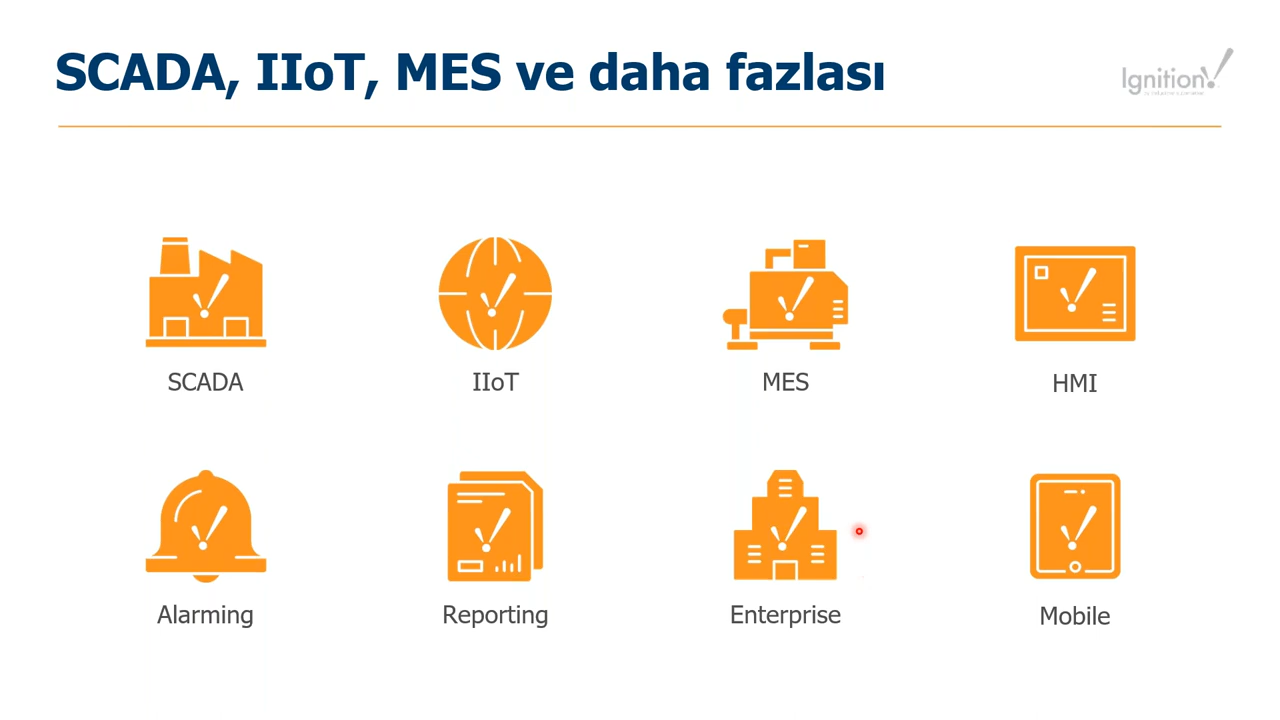 SCADA, IIoT, MES ve daha fazlası
Ignition!
SCADA
IIoT
MES
HMI
Alarming
Reporting
Enterprise
Mobile